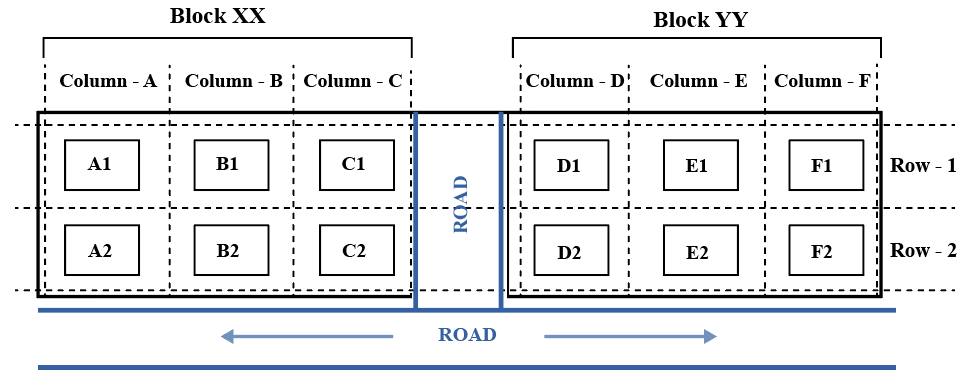 Block XX
Block YY
Column - A
Column - B
Column - C
Column - D
Column - E
Column - F
A1
B1
C1
D1
E1
F1
Row - 1
ROAD
A2
B2
C2
D2
E2
F2
Row - 2
ROAD